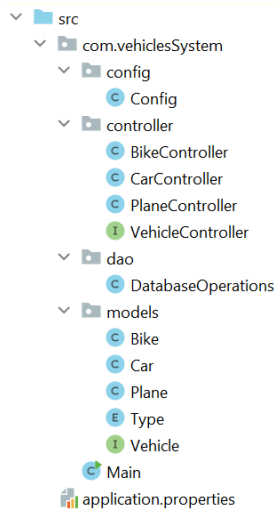 src
com.vehiclesSystem
config
C Config
controller
C BikeController
C CarController
C PlaneController
I VehicleController
dao
C DatabaseOperations
models
C Bike
C Car
C Plane
E Type
I Vehicle
C Main
application.properties